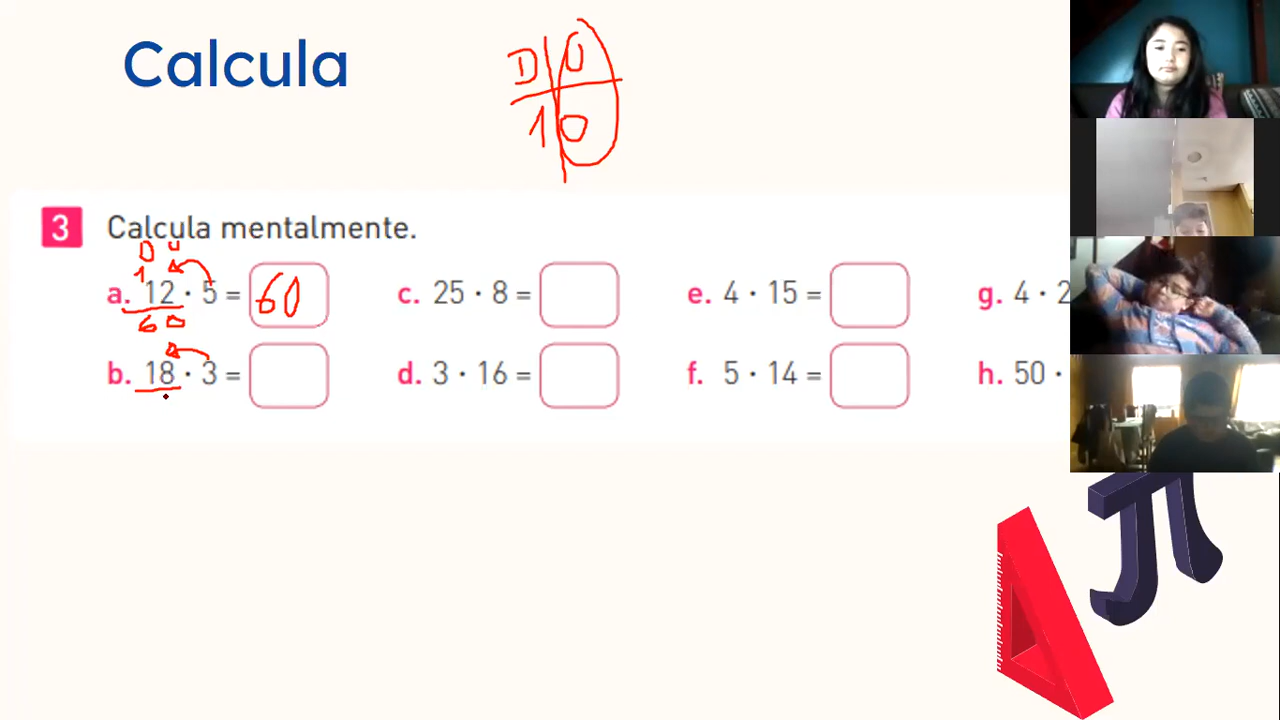 Calcula
D U
1 0
3 Calcula mentalmente.
D U
1
a. 12 · 5 = 60
60
b. 18 · 3 =
c. 25 · 8 =
d. 3 · 16 =
e. 4 · 15 =
f. 5 · 14 =
g. 4 · 2
h. 50 ·